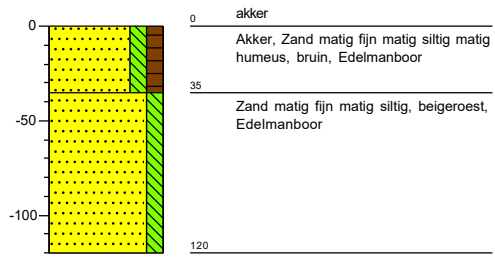 0
akker
0
Akker, Zand matig fijn matig siltig matig
humeus, bruin, Edelmanboor
35
-50
Zand matig fijn matig siltig, beigeroest,
Edelmanboor
-100
120